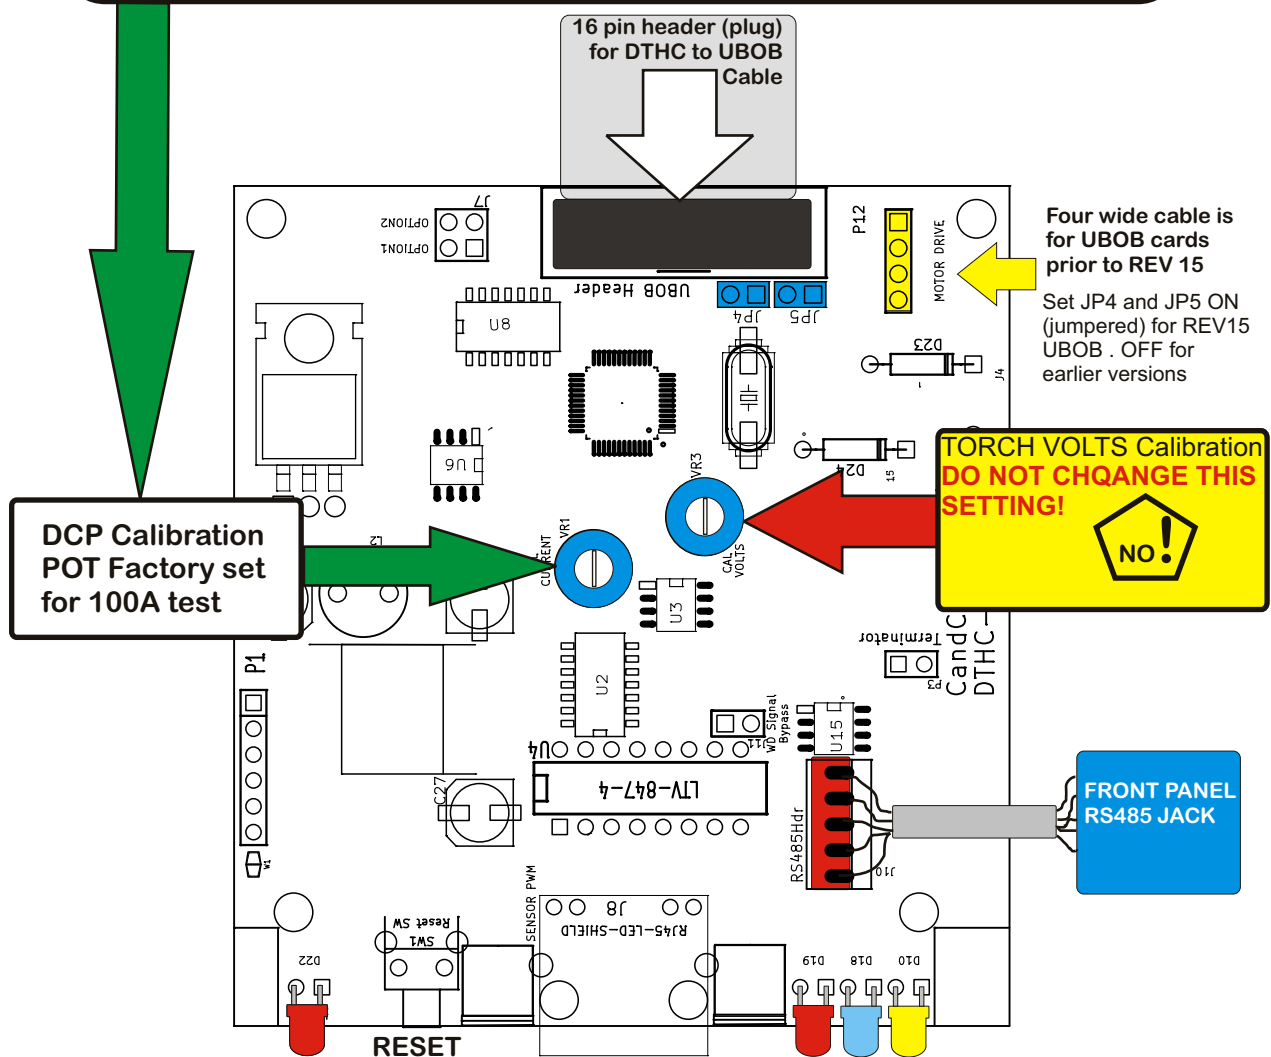 16 pin header (plug)
for DTHC to UBOB
Cable
J7
OPTION2
OPTION1
P12
MOTOR DRIVE
Four wide cable is
for UBOB cards
prior to REV 15
Set JP4 and JP5 ON
(jumpered) for REV15
UBOB . OFF for
earlier versions
UBOB Header
JP4
JP5
U8
D23
J4
U6
VR3
D24
15
TORCH VOLTS Calibration
DO NOT CHQANGE THIS
SETTING!
NO!
DCP Calibration
POT Factory set
for 100A test
L2
CURRENT
VR1
CAL
VOLTS
U3
Terminator
P3
CandC
DTHC-
P1
U2
J11
WD Signal
Bypass
U15
U4
LTV-847-4
C27
W1
RS485Hdr
J10
FRONT PANEL
RS485 JACK
SENSOR PWM
J8
RJ45-LED-SHIELD
Reset SW
SW1
D22
D19
D18
D10
RESET